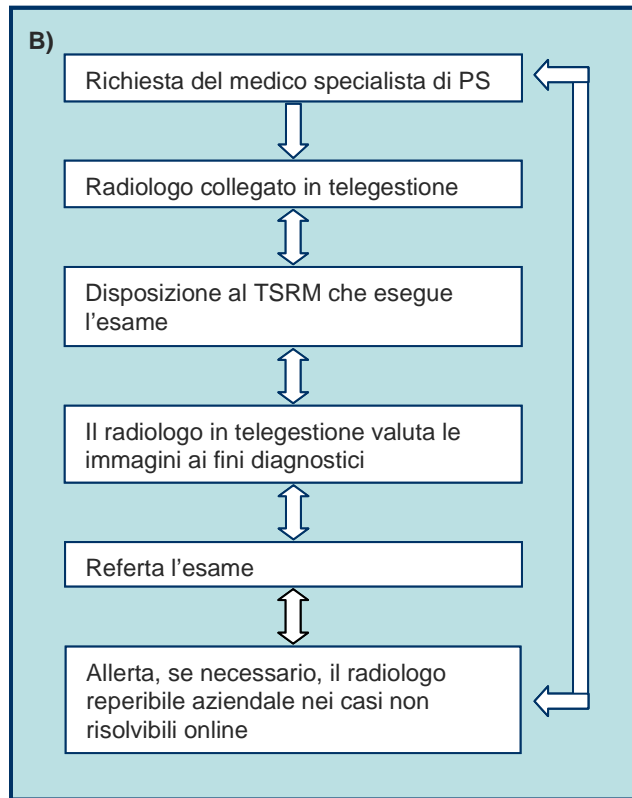 B)
Richiesta del medico specialista di PS
Radiologo collegato in telegestione
Disposizione al TSRM che esegue
l’esame
Il radiologo in telegestione valuta le
immagini ai fini diagnostici
Referta l’esame
Allerta, se necessario, il radiologo
reperibile aziendale nei casi non
risolvibili online